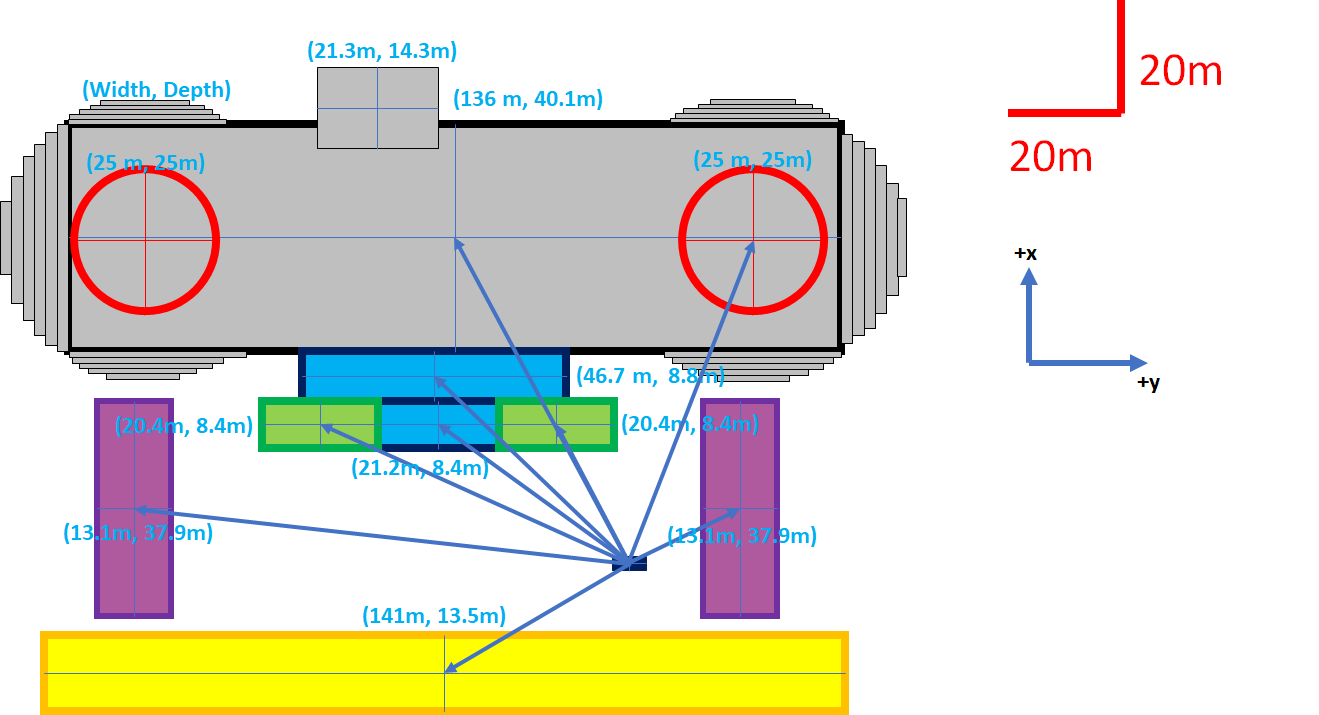 (21.3m, 14.3m)
20m
(Width, Depth)
(136 m, 40.1m)
20m
(25 m, 25m)
(25 m, 25m)
+x
+y
(46.7 m, 8.8m)
(20.4m, 8.4m)
(20.4m, 8.4m)
(21.2m, 8.4m)
(13.1m, 37.9m)
(13.1m, 37.9m)
(141m, 13.5m)